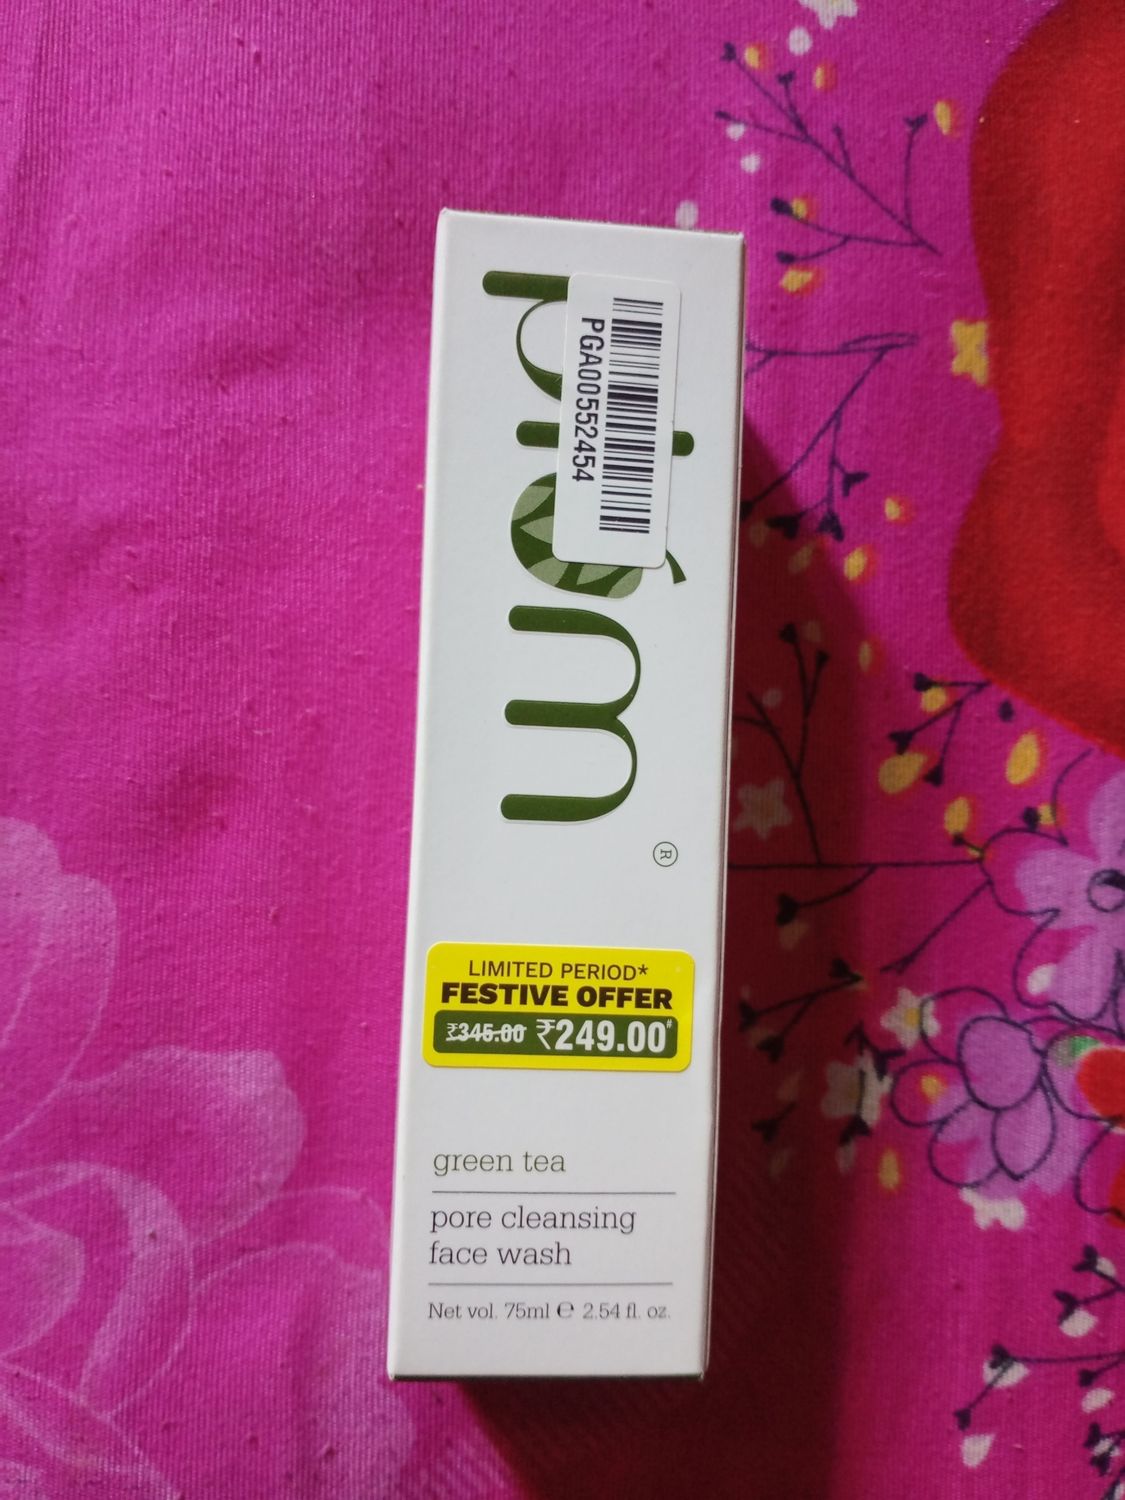 PGA00552454
®
LIMITED PERIOD*
FESTIVE OFFER
₹345.00 ₹249.00#
green tea
pore cleansing
face wash
Net vol. 75ml ℮ 2.54 fl. oz.